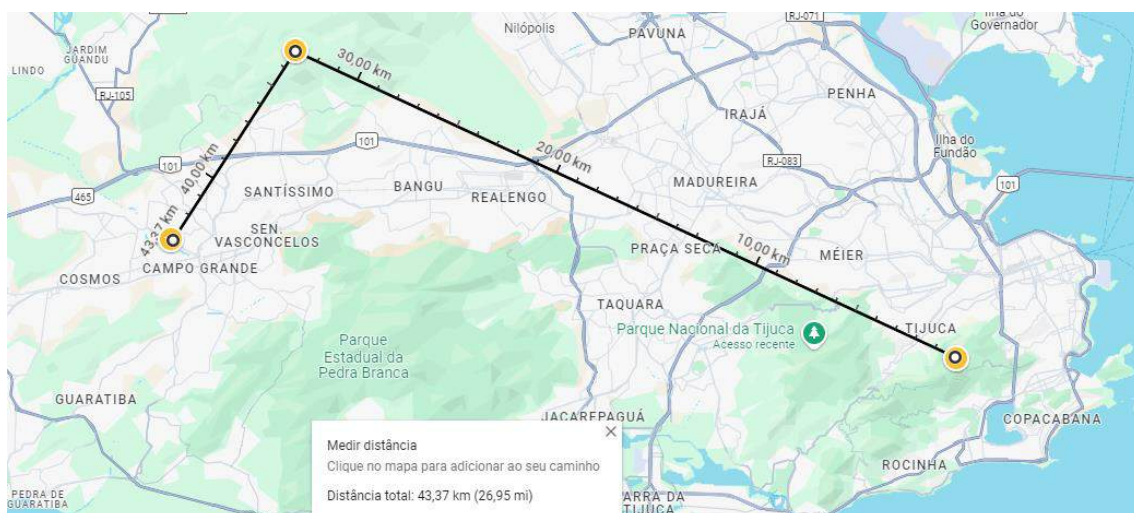 Ilha do
Governador
RJ-071
Nilópolis
PAVUNA
JARDIM
GUANDU
LINDO
30,00 km
RJ-105
PENHA
IRAJÁ
Ilha do
Fundão
101
20,00 km
RJ-083
101
40,00 km
MADUREIRA
101
465
SANTÍSSIMO
BANGU
REALENGO
43,37 km
SEN.
VASCONCELOS
PRAÇA SECA
10,00 km
MÉIER
CAMPO GRANDE
COSMOS
TAQUARA
Parque Nacional da Tijuca
Acesso recente
TIJUCA
Parque
Estadual da
Pedra Branca
GUARATIBA
JACAREPAGUÁ
COPACABANA
Medir distância
Clique no mapa para adicionar ao seu caminho
Distância total: 43,37 km (26,95 mi)
ROCINHA
PEDRA DE
GUARATIBA
ARRA DA
TIJUCA